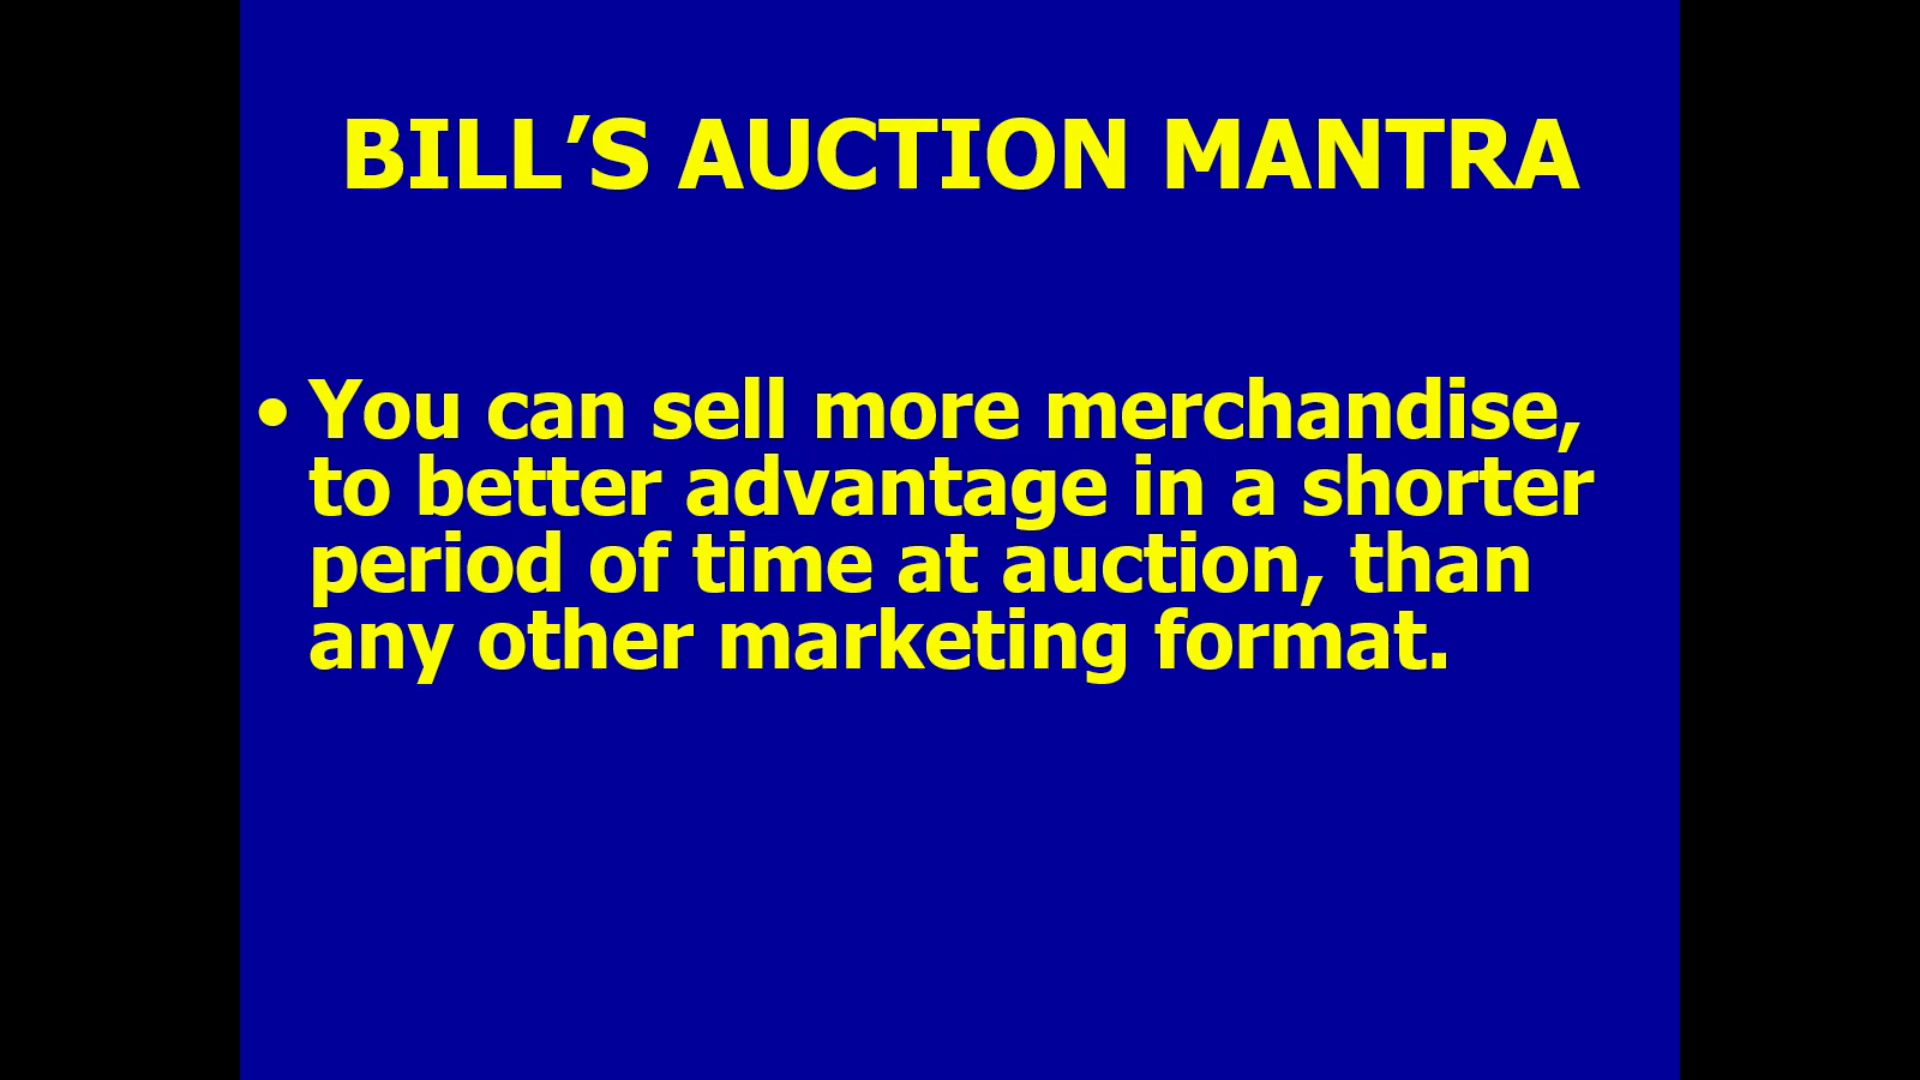 BILL’S AUCTION MANTRA
• You can sell more merchandise,
to better advantage in a shorter
period of time at auction, than
any other marketing format.